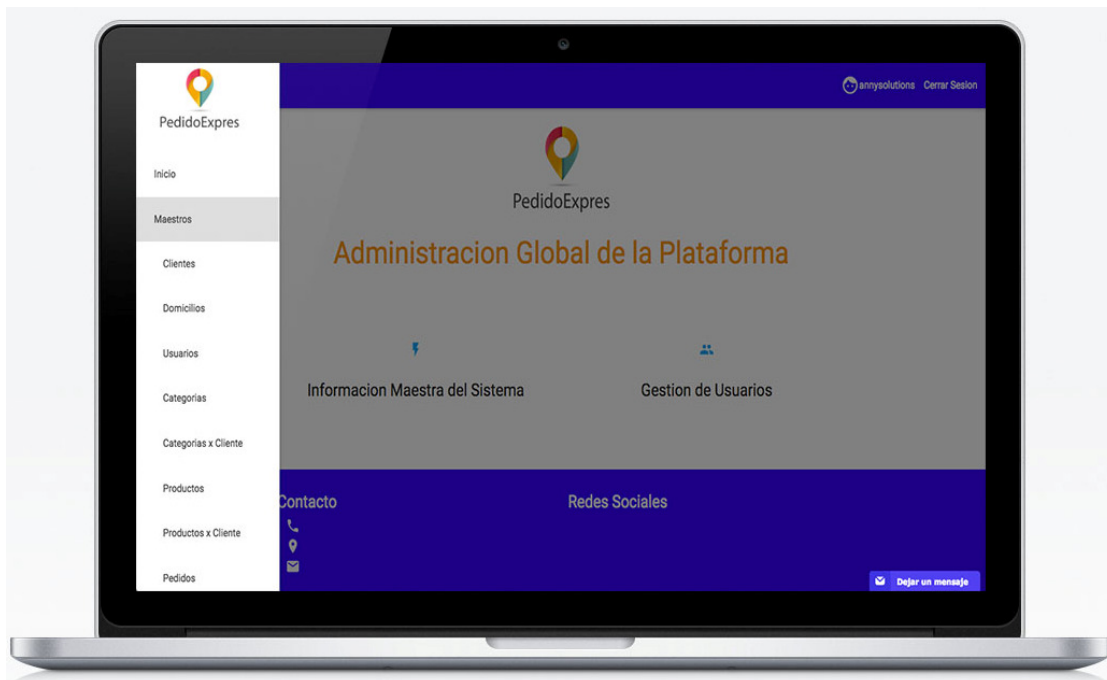 PedidoExpres
Inicio
Maestros
Clientes
Domicilios
Usuarios
Categorias
Categorias x Cliente
Productos
Productos x Cliente
Pedidos
annysolutions Cerrar Sesion
PedidoExpres
Administracion Global de la Plataforma
Informacion Maestra del Sistema
Gestion de Usuarios
Contacto
Redes Sociales
Dejar un mensaje